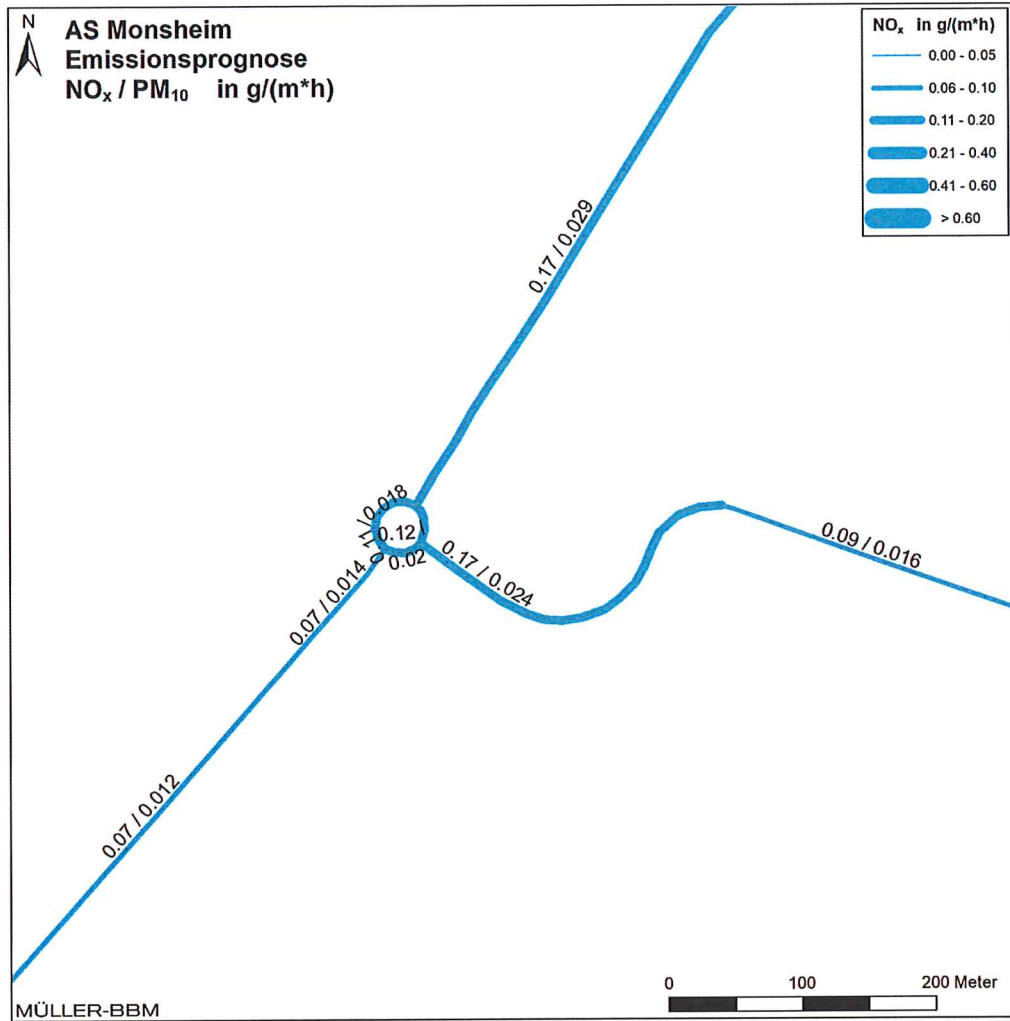 N
AS Monsheim
Emissionsprognose
NOx / PM10 in g/(m*h)
NOx in g/(m*h)
0.00 - 0.05
0.06 - 0.10
0.11 - 0.20
0.21 - 0.40
0.41 - 0.60
> 0.60
0.17 / 0.029
/ 0.018
0.12 /
0.02
0.17 / 0.024
0.09 / 0.016
0.07 / 0.014
0.07 / 0.012
0 100 200 Meter
MÜLLER-BBM